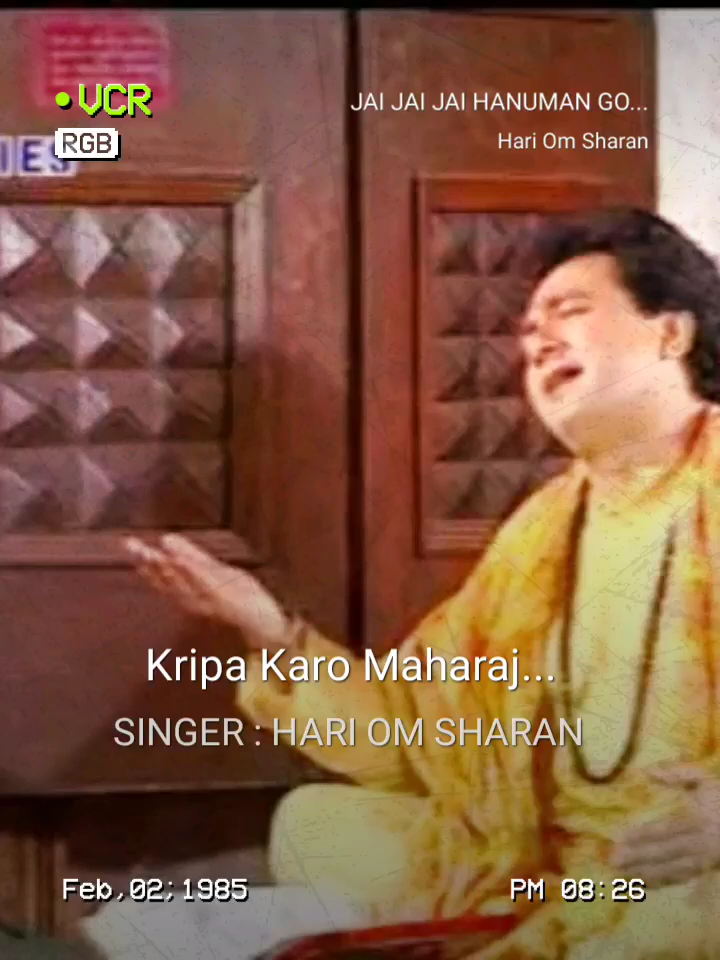 VCR
JAI JAI JAI HANUMAN GO...
RGB
Hari Om Sharan
IES
Kripa Karo Maharaj...
SINGER : HARI OM SHARAN
Feb,02;1985
PM 08:26